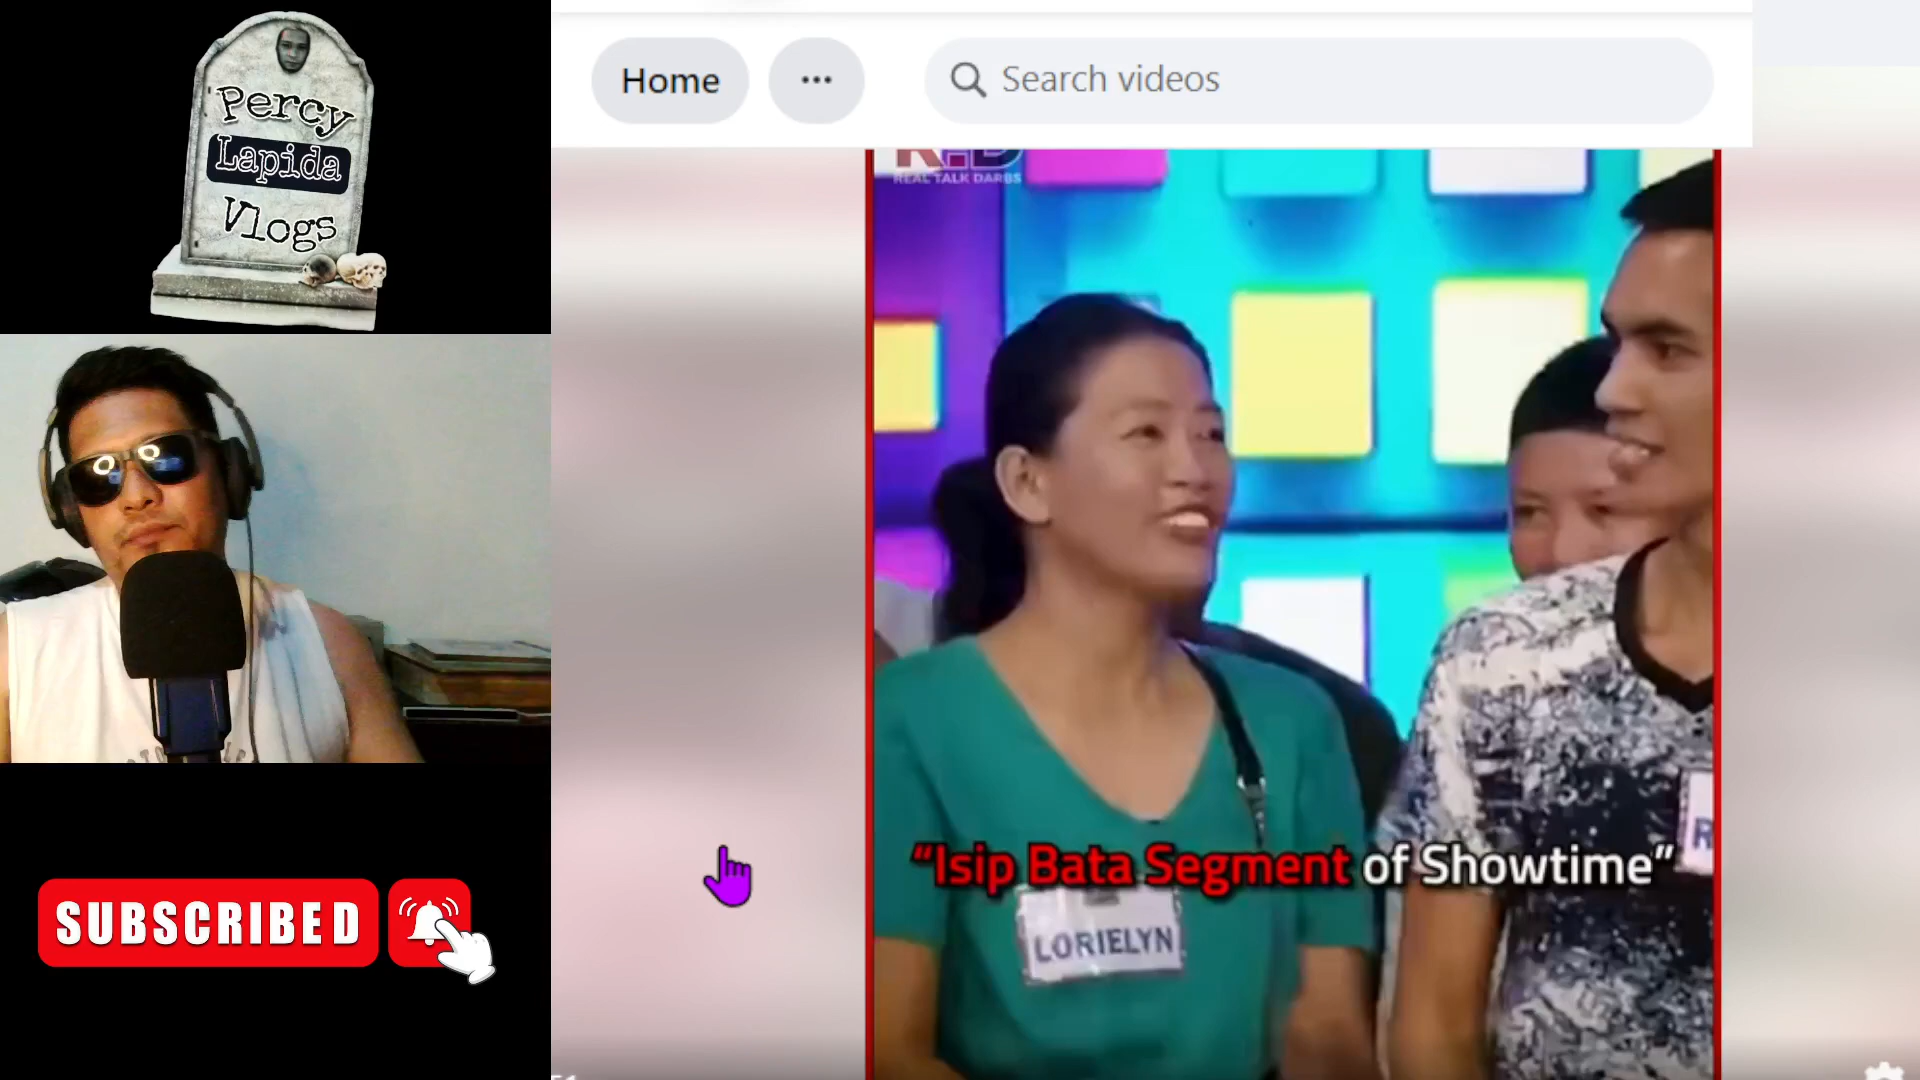 Percy
Lapida
Vlogs
SUBSCRIBED
Home
Search videos
REAL TALK DARBS
"Isip Bata Segment of Showtime"
LORIELYN